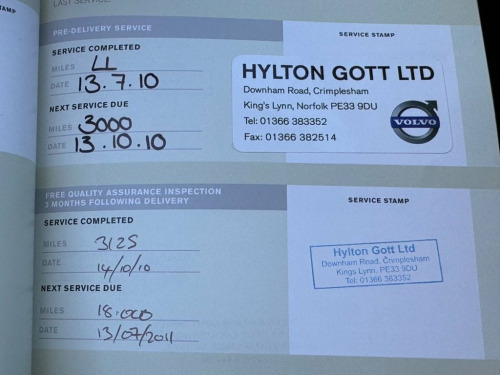 LAST SERVICE
STAMP
PRE-DELIVERY SERVICE
SERVICE STAMP
SERVICE COMPLETED
MILES LL
DATE 13.7.10
NEXT SERVICE DUE
MILES 3000
DATE 13.10.10
HYLTON GOTT LTD
Downham Road, Crimplesham
King's Lynn, Norfolk PE33 9DU
Tel: 01366 383352
Fax: 01366 382514
VOLVO
FREE QUALITY ASSURANCE INSPECTION
3 MONTHS FOLLOWING DELIVERY
SERVICE STAMP
SERVICE COMPLETED
MILES 3125
DATE 14/10/10
NEXT SERVICE DUE
MILES 18.000
DATE 13/07/2011
Hylton Gott Ltd
Downham Road, Crimplesham
Kings Lynn, PE33 9DU
Tel: 01366 383352